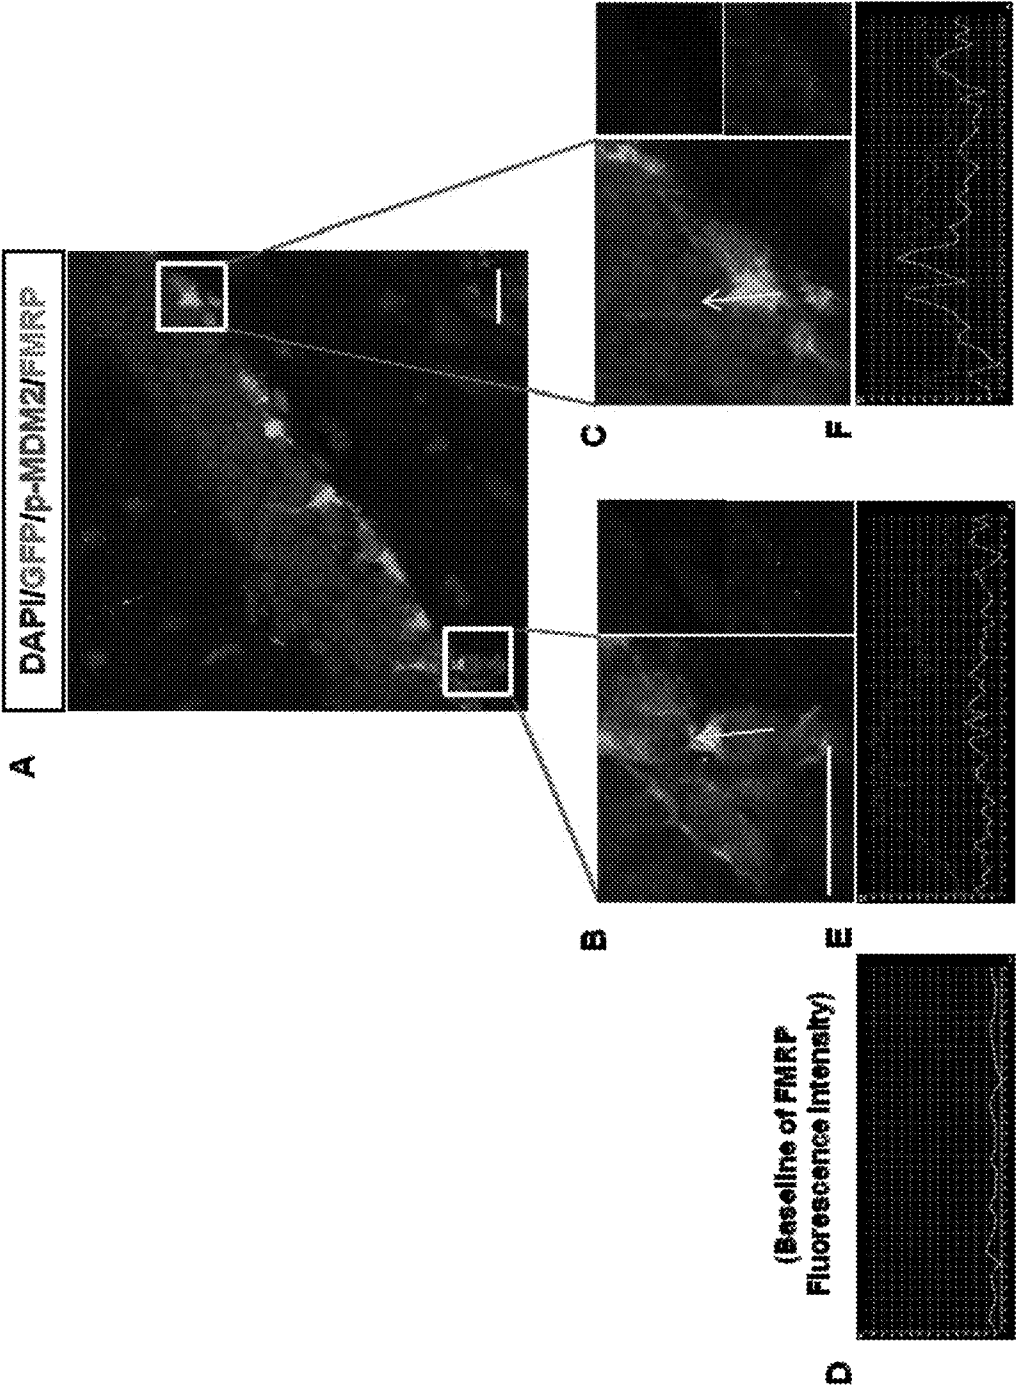 A
DAPI/GFP/p-MDM2/FMRP
B
C
(Baseline of FMRP
Fluorescence Intensity)
D
E
F